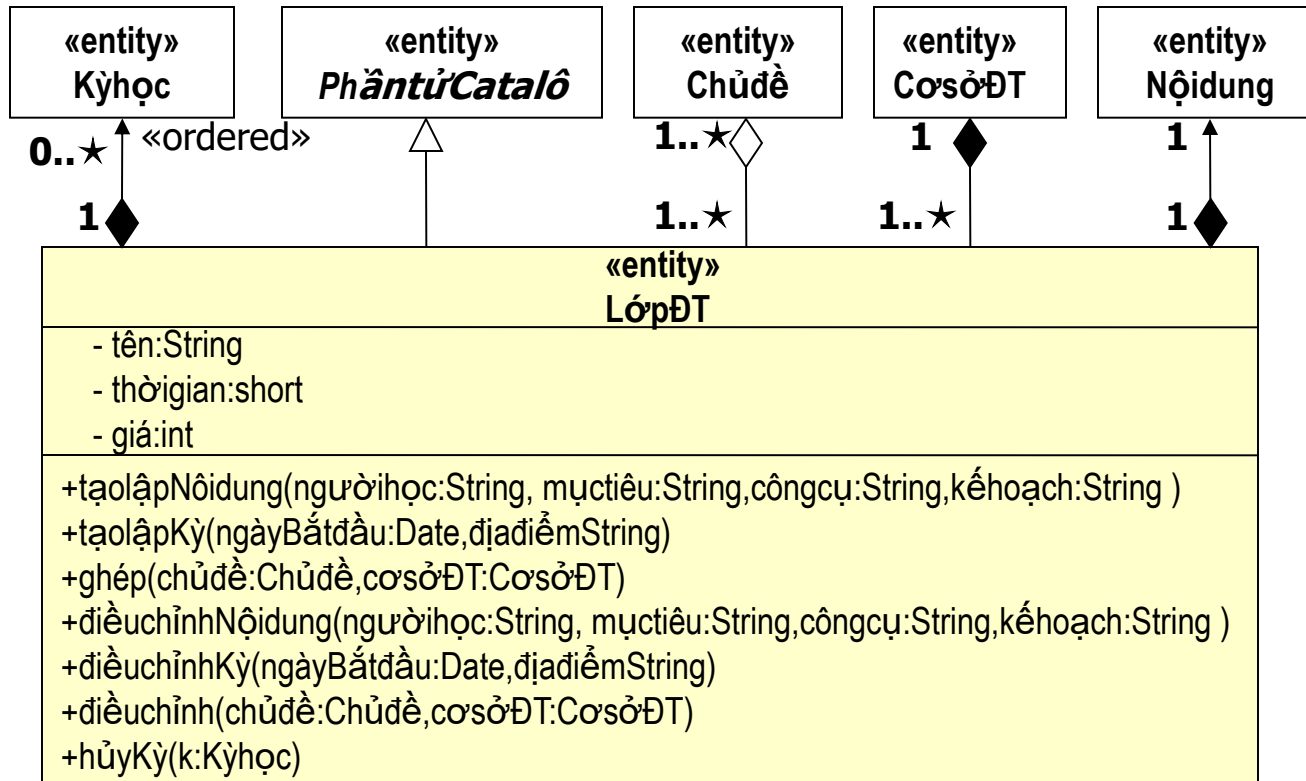 «entity» «entity» «entity» «entity» «entity»
Kỳhọc PhầntửCatalô Chủđề CơsởĐT Nộidung
0..★ «ordered» 1..★ 1 1
1 1..★ 1..★ 1
«entity»
LớpĐT
- tên:String
- thờigian:short
- giá:int
+tạolậpNôidung(ngườihọc:String, mụctiêu:String,côngcụ:String,kếhoạch:String )
+tạolậpKỳ(ngàyBắtđầu:Date,địađiểmString)
+ghép(chủđề:Chủđề,cơsởĐT:CơsởĐT)
+điềuchỉnhNộidung(ngườihọc:String, mụctiêu:String,côngcụ:String,kếhoạch:String )
+điềuchỉnhKỳ(ngàyBắtđầu:Date,địađiểmString)
+điềuchỉnh(chủđề:Chủđề,cơsởĐT:CơsởĐT)
+hủyKỳ(k:Kỳhọc)